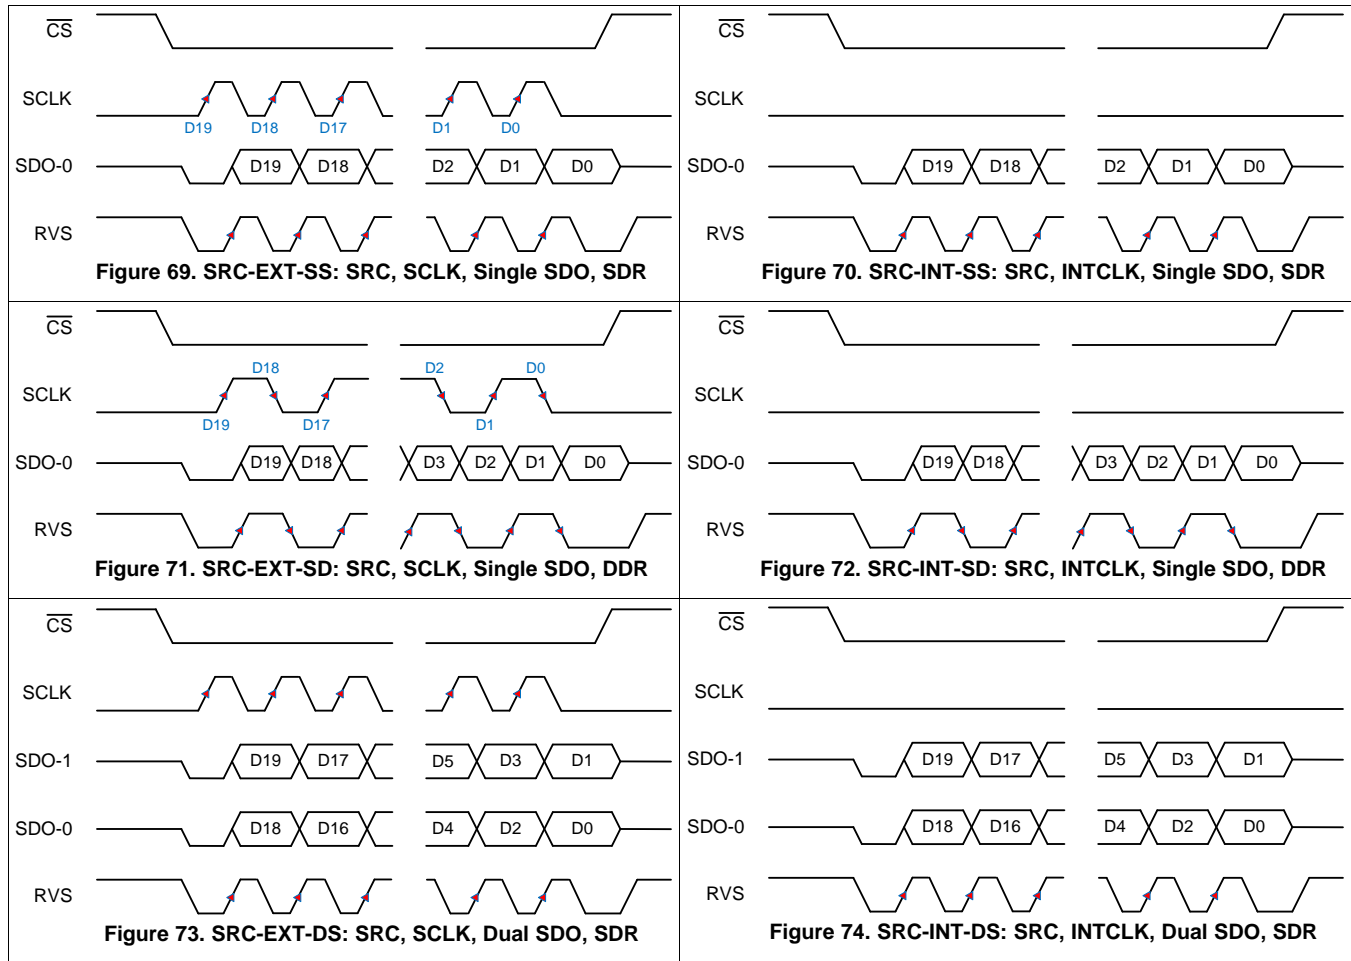 CS
SCLK
D19 D18 D17 D1 D0
SDO-0 D19 D18 D2 D1 D0
RVS
Figure 69. SRC-EXT-SS: SRC, SCLK, Single SDO, SDR
CS
SCLK
SDO-0 D19 D18 D2 D1 D0
RVS
Figure 70. SRC-INT-SS: SRC, INTCLK, Single SDO, SDR
CS
D18 D2 D0
SCLK
D19 D17 D1
SDO-0 D19 D18 D3 D2 D1 D0
RVS
Figure 71. SRC-EXT-SD: SRC, SCLK, Single SDO, DDR
CS
SCLK
SDO-0 D19 D18 D3 D2 D1 D0
RVS
Figure 72. SRC-INT-SD: SRC, INTCLK, Single SDO, DDR
CS
SCLK
SDO-1 D19 D17 D5 D3 D1
SDO-0 D18 D16 D4 D2 D0
RVS
Figure 73. SRC-EXT-DS: SRC, SCLK, Dual SDO, SDR
CS
SCLK
SDO-1 D19 D17 D5 D3 D1
SDO-0 D18 D16 D4 D2 D0
RVS
Figure 74. SRC-INT-DS: SRC, INTCLK, Dual SDO, SDR